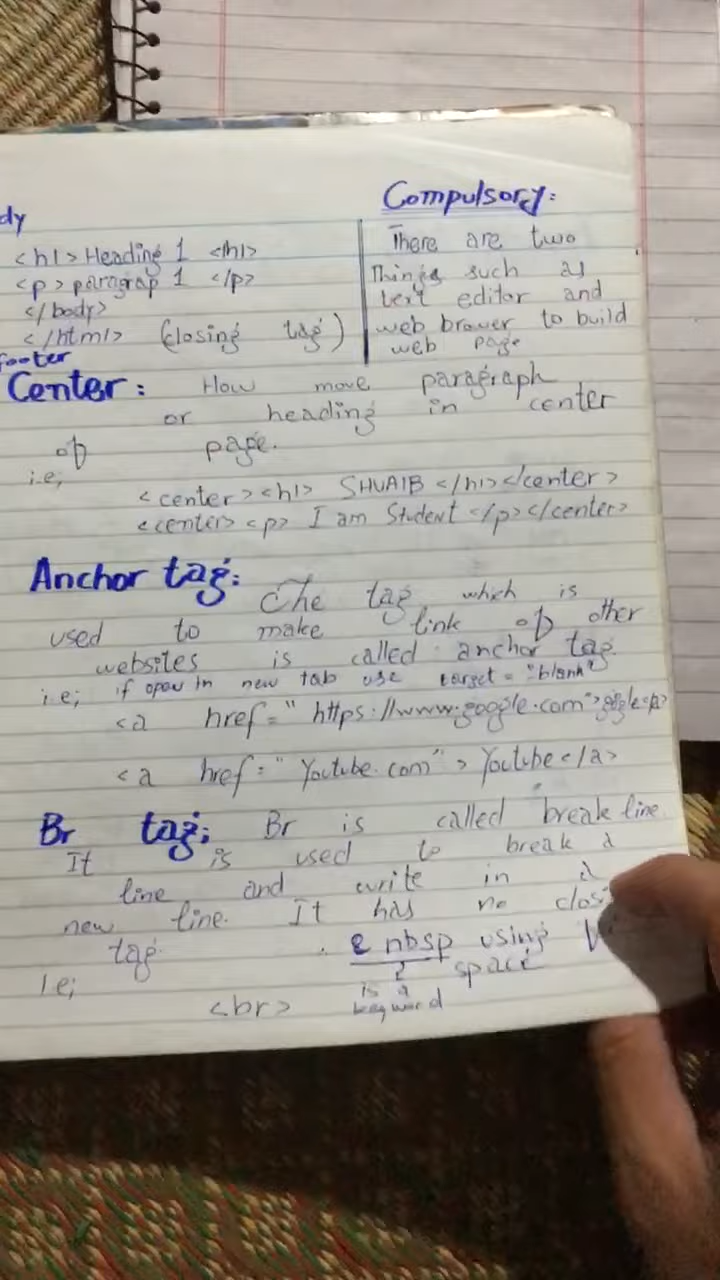 Compulsory:
dy
<h1> Heading 1 </h1>
<p> paragrap 1 </p>
</body>
</html> (closing tag)
There are two
Things such as
text editor and
web brower to build
web page
footer
Center: How move paragraph
or heading in center
of page.
i.e;
<center><h1> SHUAIB </h1></center>
<center> <p> I am Student </p></center>
Anchor tag: The tag which is
used to make link of other
websites is called anchor tag.
i.e; if open in new tab use target = "blank"
<a href=" https://www.google.com">
<a href=" Youtube.com" > Youtube </a>
Br tag: Br is called break line
It is used to break a
line and write in a
new line. It has no closi
tag
& nbsp using
space
is a
keyword
I.e;
<br>